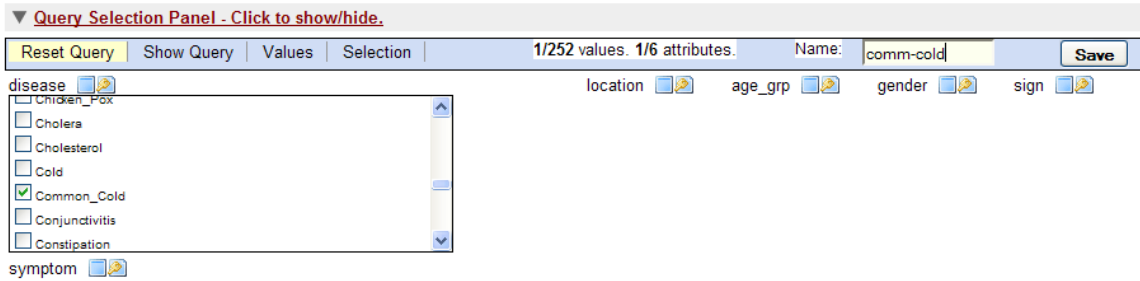 ▼ Query Selection Panel - Click to show/hide.
Reset Query | Show Query | Values | Selection | 1/252 values. 1/6 attributes. Name: comm-cold Save
disease location age_grp gender sign
Chicken_Pox
Cholera
Cholesterol
Cold
Common_Cold
Conjunctivitis
Constipation
symptom